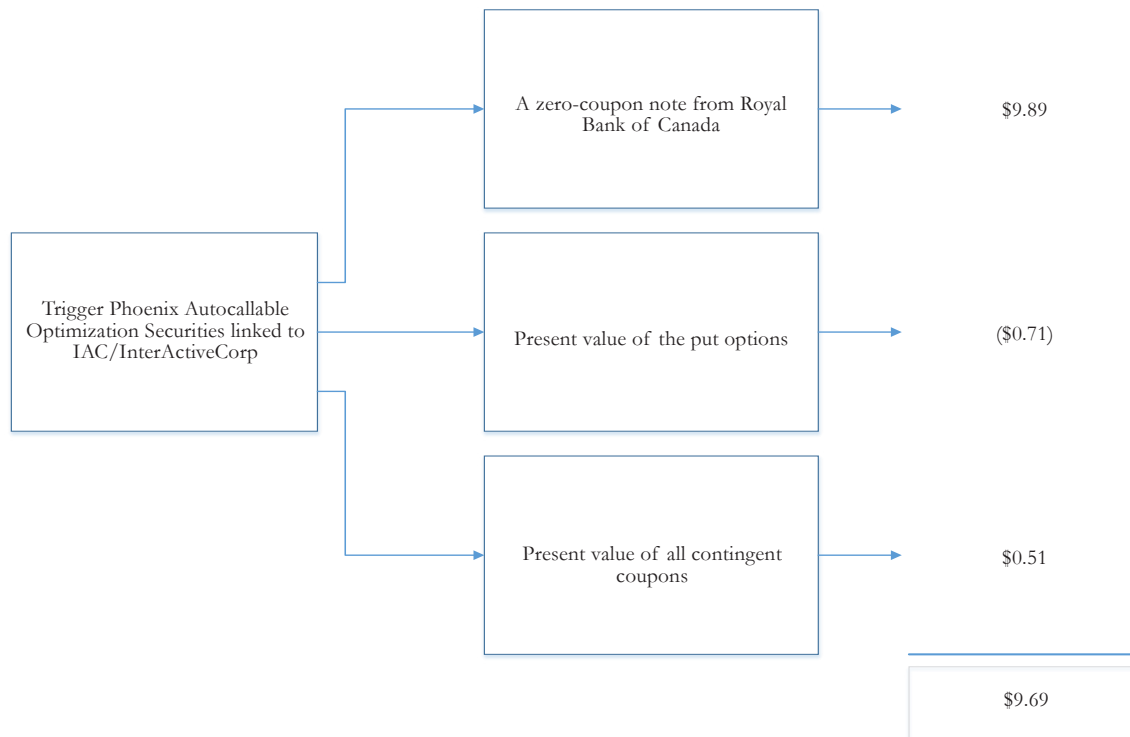 A zero-coupon note from Royal
Bank of Canada
$9.89
Trigger Phoenix Autocallable
Optimization Securities linked to
IAC/InterActiveCorp
Present value of the put options
($0.71)
Present value of all contingent
coupons
$0.51
$9.69